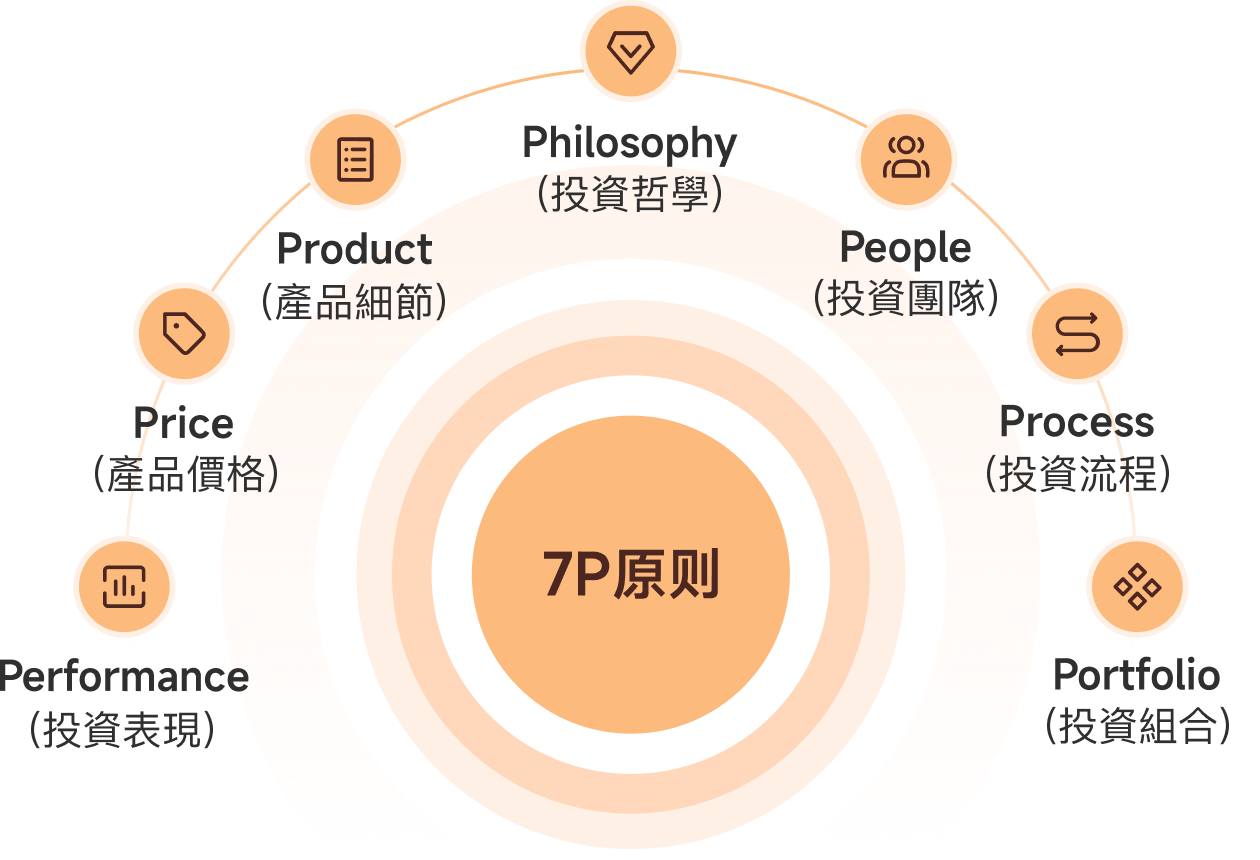 Philosophy
(投資哲學)
Product
(產品細節)
People
(投資團隊)
Price
(產品價格)
Process
(投資流程)
7P原则
Performance
(投資表現)
Portfolio
(投資組合)